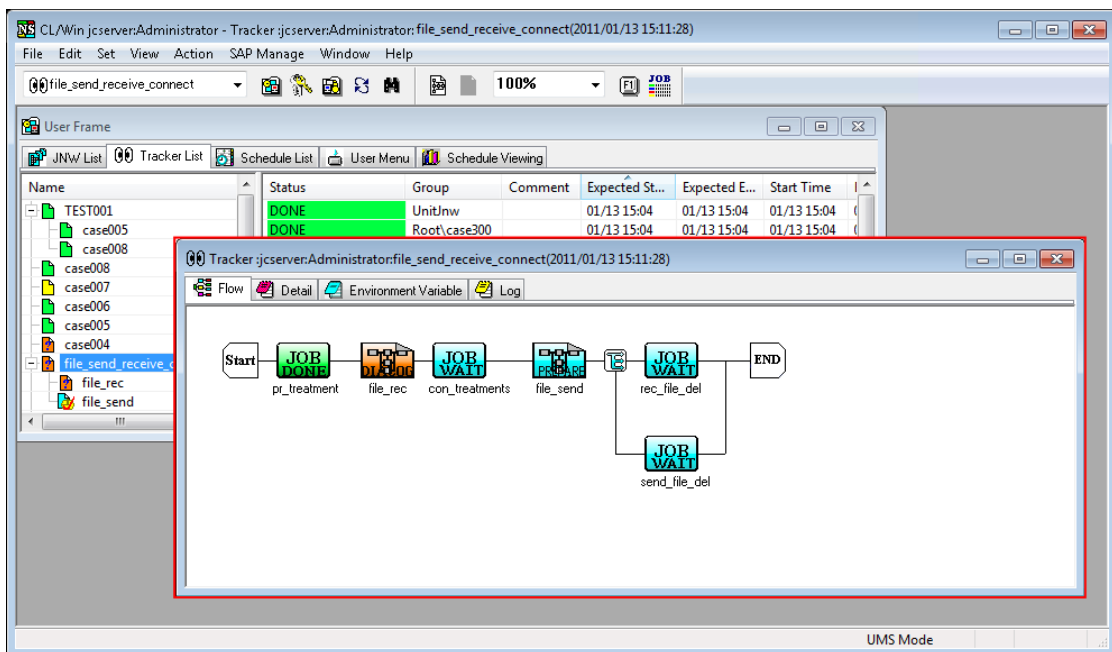 NS CL/Win jcserver:Administrator - Tracker :jcserver:Administrator:file_send_receive_connect(2011/01/13 15:11:28)
File Edit Set View Action SAP Manage Window Help
file_send_receive_connect 100% F1 JOB
User Frame
JNW List Tracker List Schedule List User Menu Schedule Viewing
Name Status Group Comment Expected St... Expected E... Start Time
TEST001 DONE UnitJnw 01/13 15:04 01/13 15:04 01/13 15:04
case005 DONE Root\case300 01/13 15:04 01/13 15:04 01/13 15:04
case008
case008
case007
case006
case005
case004
file_send_receive_c
file_rec
file_send
Tracker :jcserver:Administrator:file_send_receive_connect(2011/01/13 15:11:28)
Flow Detail Environment Variable Log
Start JOB DONE DIALOG JOB WAIT PREPARE JOB WAIT END
pr_treatment file_rec con_treatments file_send rec_file_del
JOB WAIT
send_file_del
UMS Mode